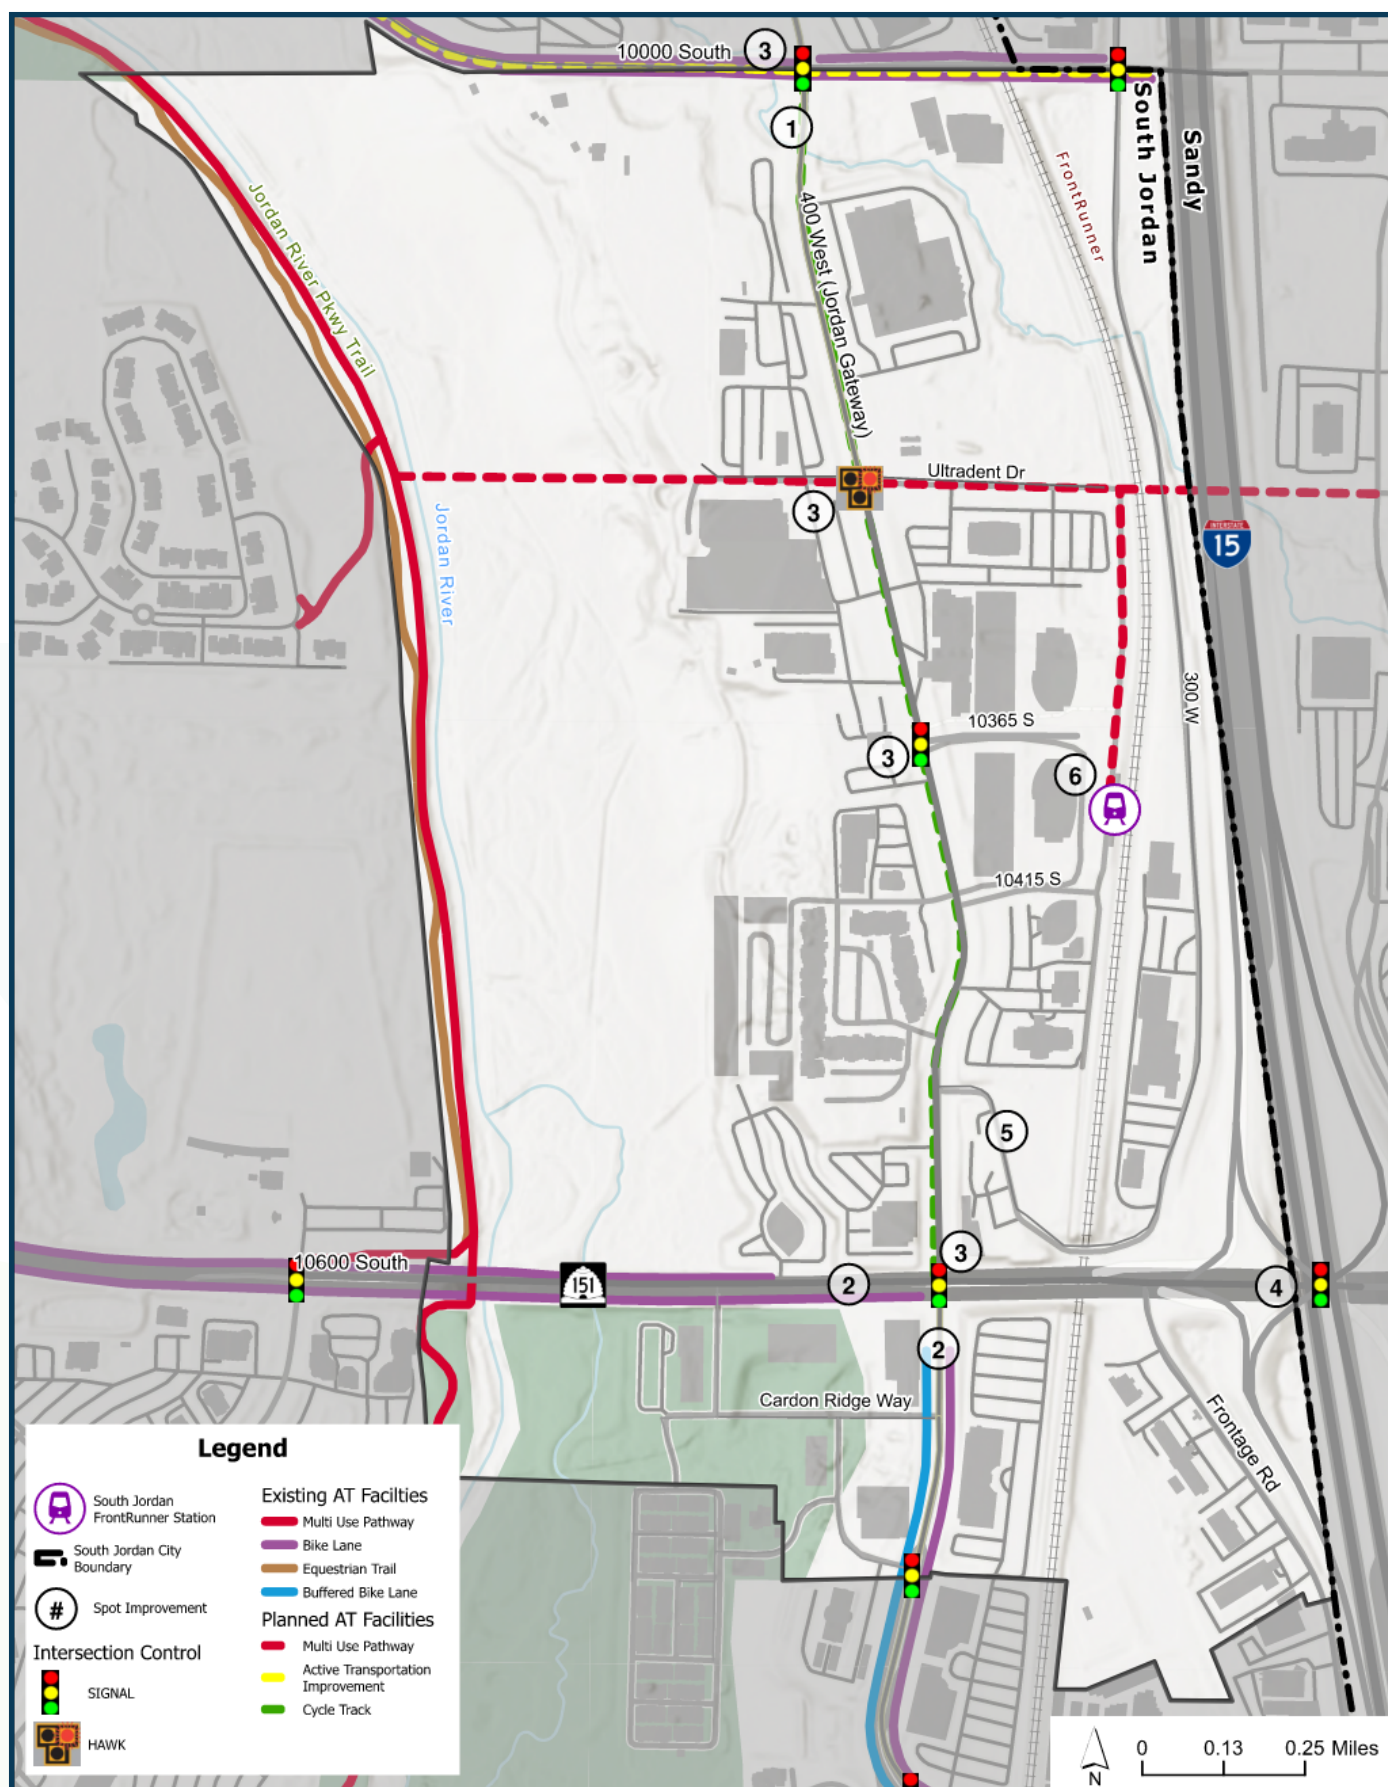 10000 South
3
1
South Jordan
Sandy
FrontRunner
Jordan River Pkwy Trail
400 West (Jordan Gateway)
Ultradent Dr
3
Jordan River
INTERSTATE
15
300 W
10365 S
3
6
10415 S
5
3
10600 South
151
2
4
2
Cardon Ridge Way
Frontage Rd
Legend
South Jordan
FrontRunner Station
South Jordan City
Boundary
#
Spot Improvement
Intersection Control
SIGNAL
HAWK
Existing AT Facilties
Multi Use Pathway
Bike Lane
Equestrian Trail
Buffered Bike Lane
Planned AT Facilities
Multi Use Pathway
Active Transportation
Improvement
Cycle Track
N
0 0.13 0.25 Miles